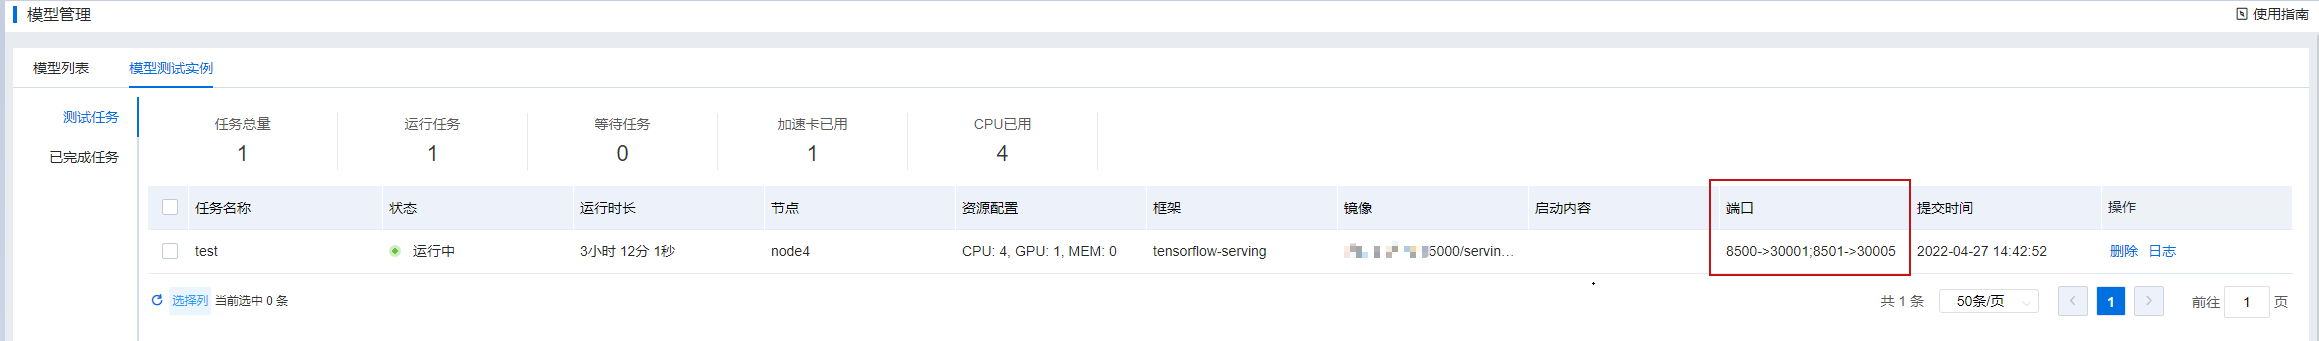 模型管理
使用指南
模型列表 模型测试实例
测试任务
已完成任务
任务总量 运行任务 等待任务 加速卡已用 CPU已用
1 1 0 1 4
任务名称 状态 运行时长 节点 资源配置 框架 镜像 启动内容 端口 提交时间 操作
test 运行中 3小时 12分 1秒 node4 CPU: 4, GPU: 1, MEM: 0 tensorflow-serving 5000/servin... 8500->30001;8501->30005 2022-04-27 14:42:52 删除 日志
选择列 当前选中 0 条 共 1 条 50条/页 1 前往 1 页